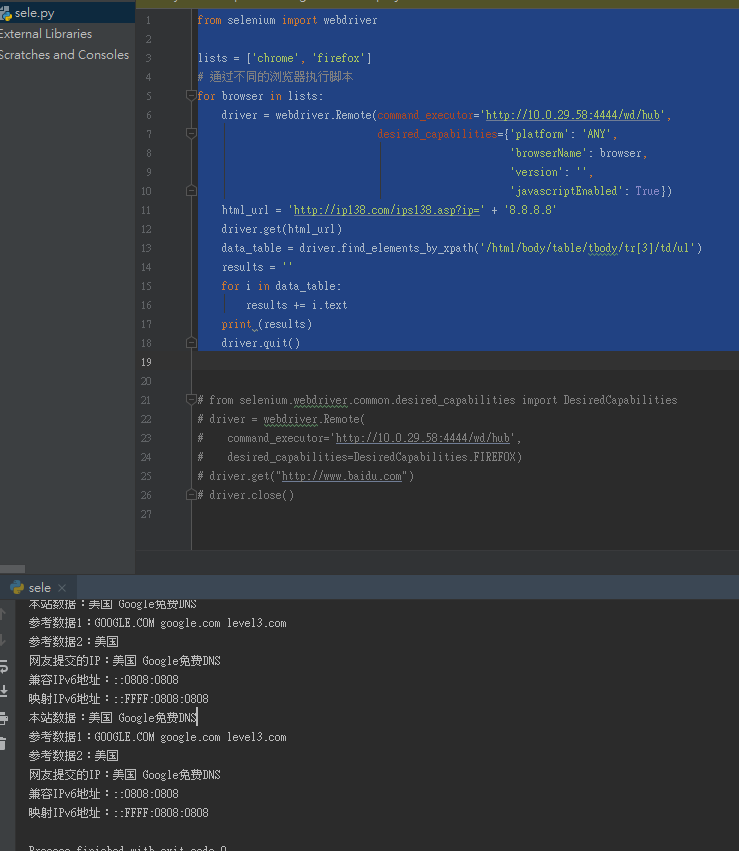 sele.py
External Libraries
Scratches and Consoles
1 from selenium import webdriver
2
3 lists = ['chrome', 'firefox']
4 # 通过不同的浏览器执行脚本
5 for browser in lists:
6 driver = webdriver.Remote(command_executor='http://10.0.29.58:4444/wd/hub',
7 desired_capabilities={'platform': 'ANY',
8 'browserName': browser,
9 'version': '',
10 'javascriptEnabled': True})
11 html_url = 'http://ip138.com/ips138.asp?ip=' + '8.8.8.8'
12 driver.get(html_url)
13 data_table = driver.find_elements_by_xpath('/html/body/table/tbody/tr[3]/td/ul')
14 results = ''
15 for i in data_table:
16 results += i.text
17 print (results)
18 driver.quit()
19
20
21 # from selenium.webdriver.common.desired_capabilities import DesiredCapabilities
22 # driver = webdriver.Remote(
23 # command_executor='http://10.0.29.58:4444/wd/hub',
24 # desired_capabilities=DesiredCapabilities.FIREFOX)
25 # driver.get("http://www.baidu.com")
26 # driver.close()
27
sele
本站数据：美国 Google免费DNS
参考数据1：GOOGLE.COM google.com level3.com
参考数据2：美国
网友提交的IP：美国 Google免费DNS
兼容IPv6地址：::0808:0808
映射IPv6地址：::FFFF:0808:0808
本站数据：美国 Google免费DNS
参考数据1：GOOGLE.COM google.com level3.com
参考数据2：美国
网友提交的IP：美国 Google免费DNS
兼容IPv6地址：::0808:0808
映射IPv6地址：::FFFF:0808:0808
Process finished with exit code 0